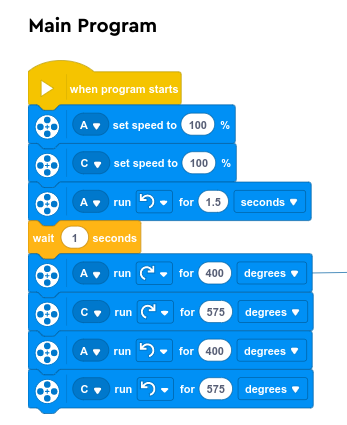 Main Program
when program starts
A set speed to 100 %
C set speed to 100 %
A run for 1.5 seconds
wait 1 seconds
A run for 400 degrees
C run for 575 degrees
A run for 400 degrees
C run for 575 degrees